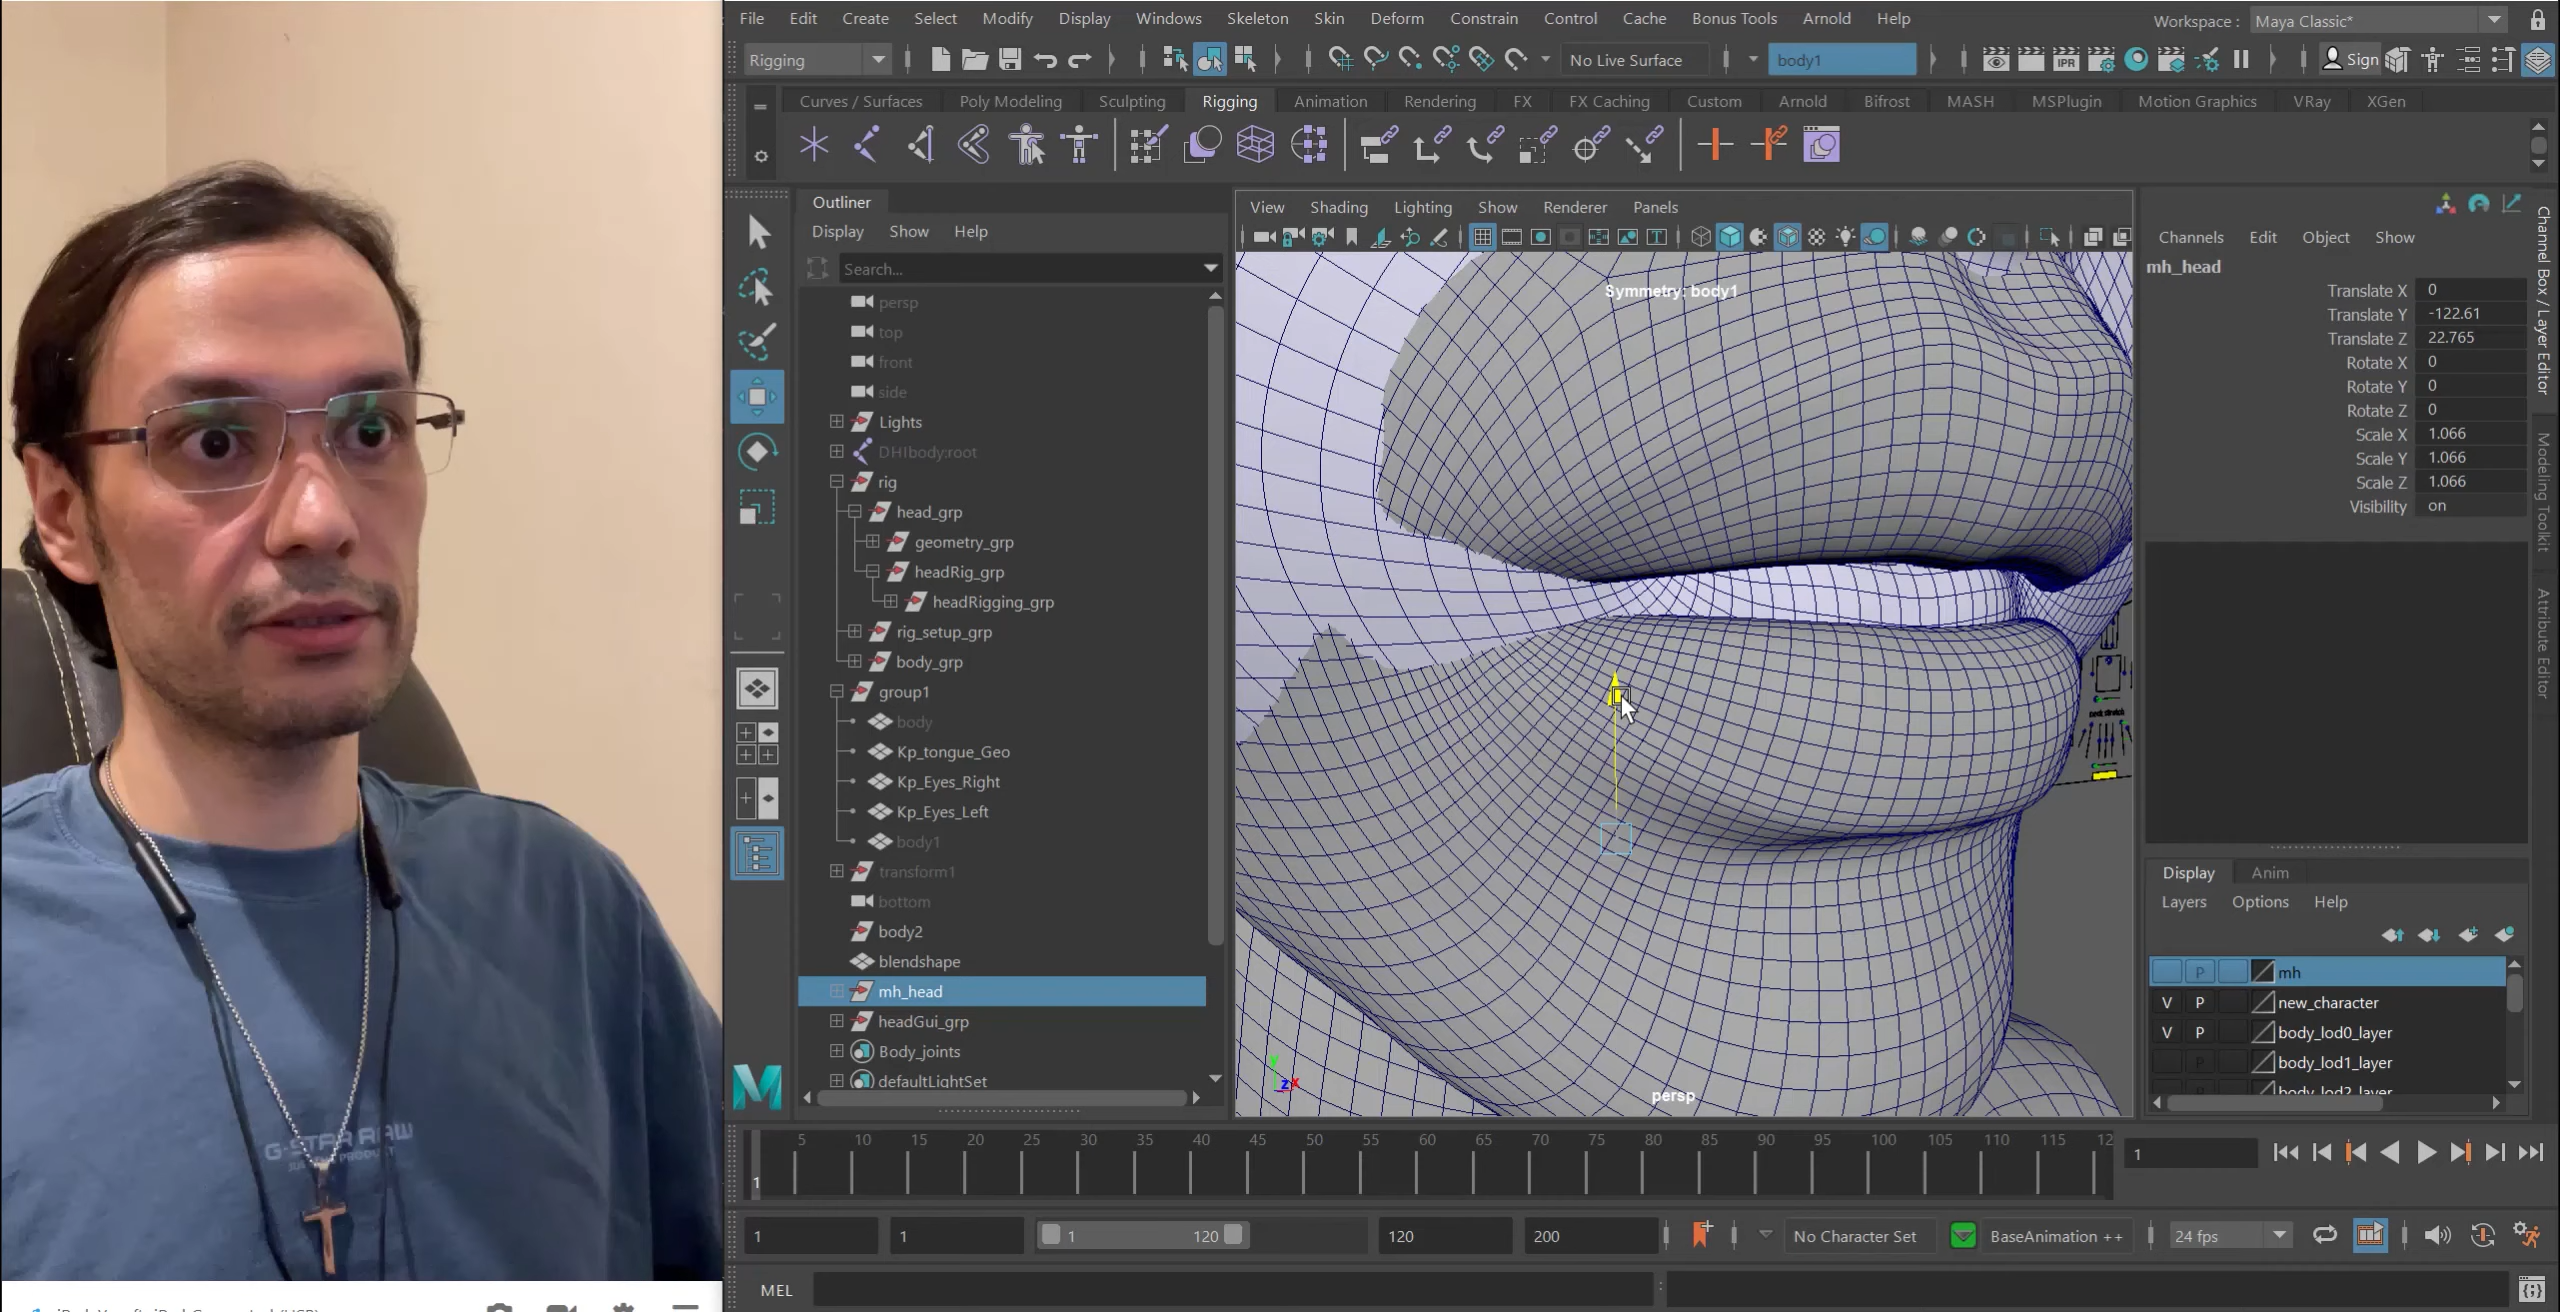 File Edit Create Select Modify Display Windows Skeleton Skin Deform Constrain Control Cache Bonus Tools Arnold Help
Workspace : Maya Classic*
Rigging
No Live Surface
body1
IPR
Sign
Curves / Surfaces Poly Modeling Sculpting Rigging Animation Rendering FX FX Caching Custom Arnold Bifrost MASH MSPlugin Motion Graphics VRay XGen
Outliner
Display Show Help
Search...
persp
top
front
side
Lights
DHIbody:root
rig
head_grp
geometry_grp
headRig_grp
headRigging_grp
rig_setup_grp
body_grp
group1
body
Kp_tongue_Geo
Kp_Eyes_Right
Kp_Eyes_Left
body1
transform1
bottom
body2
blendshape
mh_head
headGui_grp
Body_joints
defaultLightSet
View Shading Lighting Show Renderer Panels
Symmetry: body1
y
z x
persp
Channels Edit Object Show
mh_head
Translate X 0
Translate Y -122.61
Translate Z 22.765
Rotate X 0
Rotate Y 0
Rotate Z 0
Scale X 1.066
Scale Y 1.066
Scale Z 1.066
Visibility on
Channel Box / Layer Editor
Modeling Toolkit
Attribute Editor
Display Anim
Layers Options Help
P mh
V P new_character
V P body_lod0_layer
P body_lod1_layer
body_lod2_layer
5 10 15 20 25 30 35 40 45 50 55 60 65 70 75 80 85 90 95 100 105 110 115 12
1
1
1 1 1 120 120 200
No Character Set
BaseAnimation ++
24 fps
MEL
G-STAR RAW